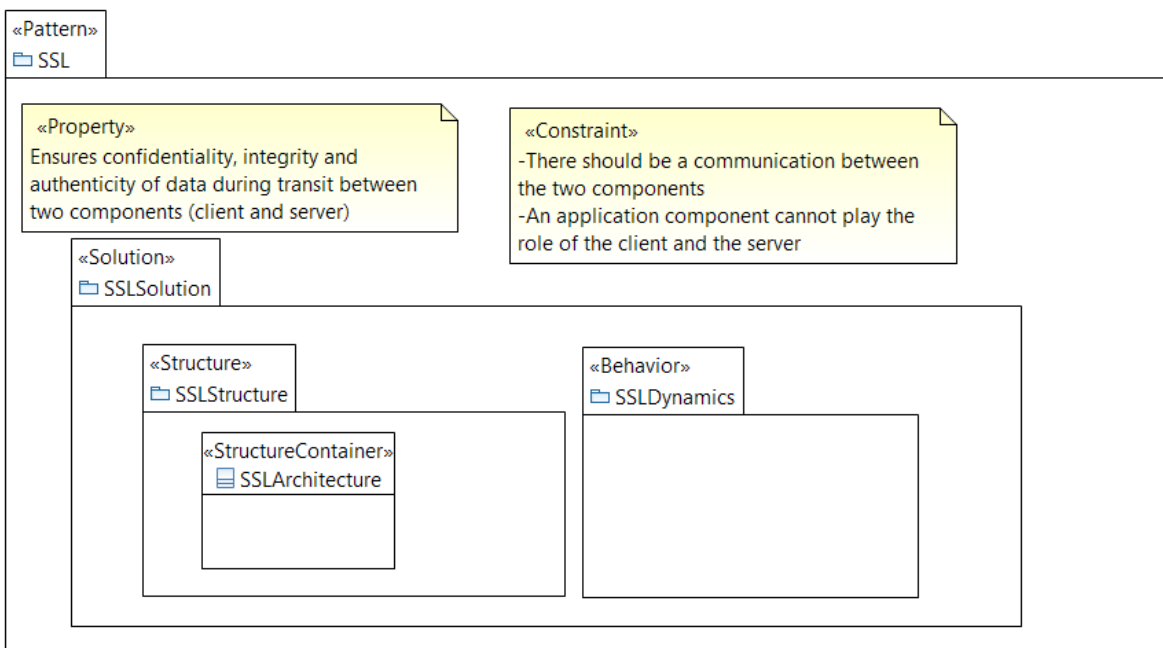 «Pattern»
SSL
«Property»
Ensures confidentiality, integrity and
authenticity of data during transit between
two components (client and server)
«Constraint»
-There should be a communication between
the two components
-An application component cannot play the
role of the client and the server
«Solution»
SSLSolution
«Structure»
SSLStructure
«StructureContainer»
SSLArchitecture
«Behavior»
SSLDynamics